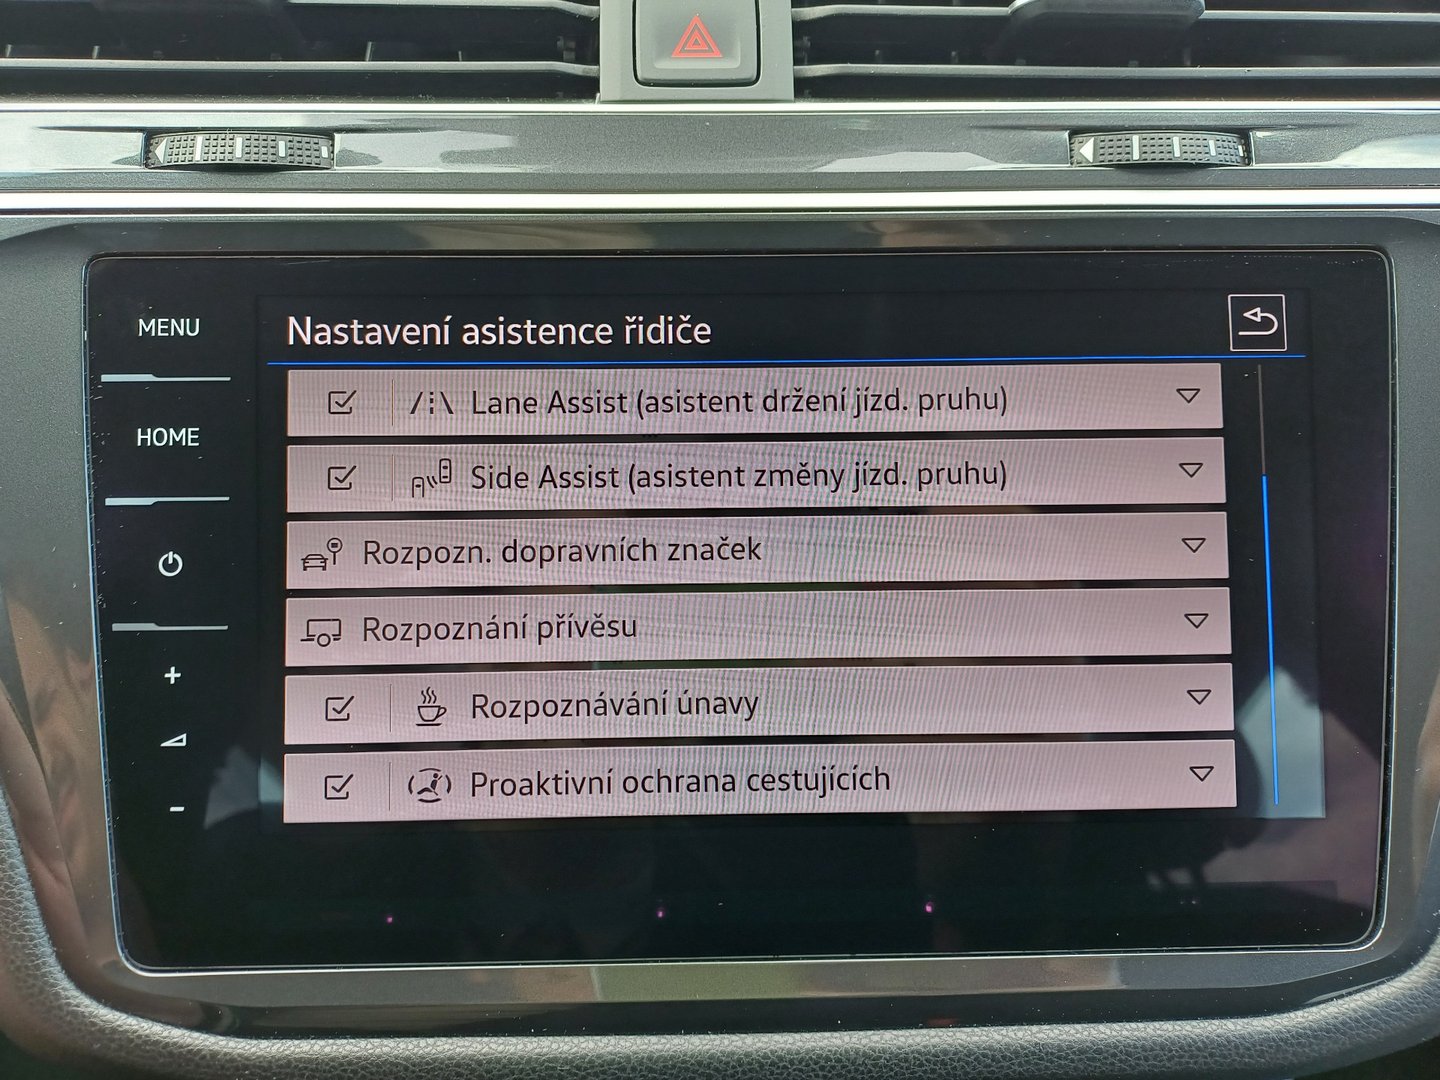 MENU
HOME
Nastavení asistence řidiče
Lane Assist (asistent držení jízd. pruhu)
Side Assist (asistent změny jízd. pruhu)
Rozpozn. dopravních značek
Rozpoznání přívěsu
Rozpoznávání únavy
Proaktivní ochrana cestujících
+
-